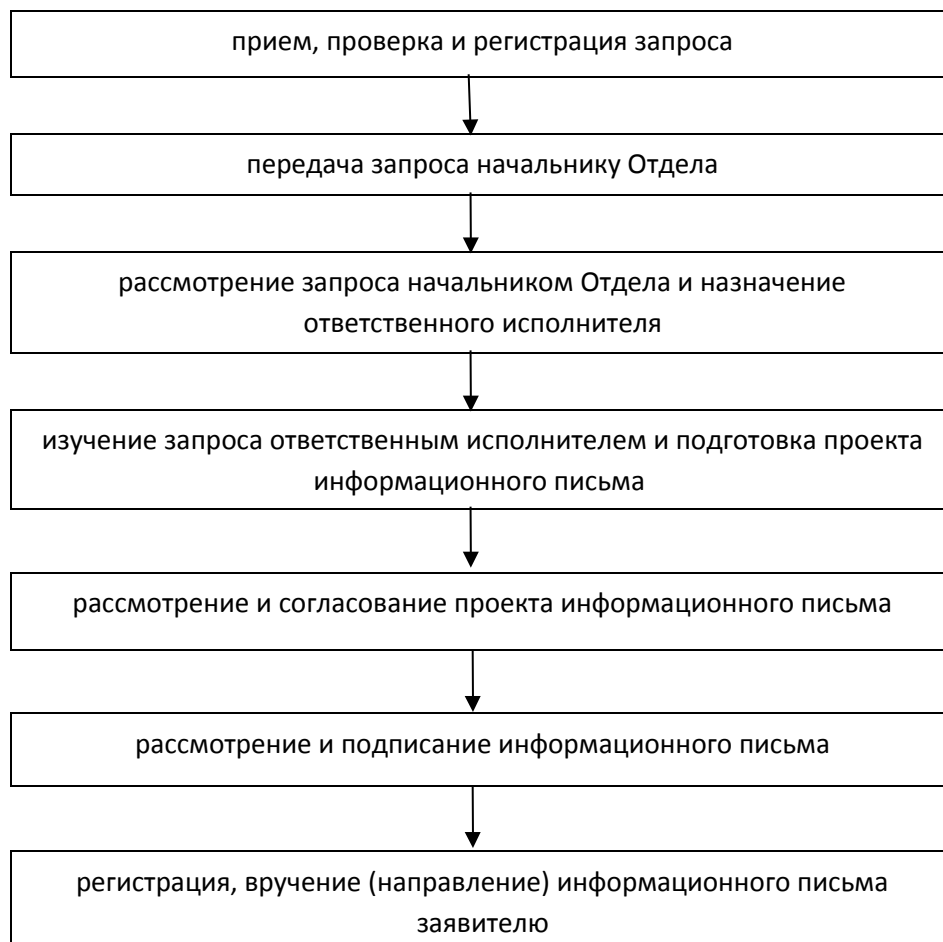 прием, проверка и регистрация запроса
передача запроса начальнику Отдела
рассмотрение запроса начальником Отдела и назначение
ответственного исполнителя
изучение запроса ответственным исполнителем и подготовка проекта
информационного письма
рассмотрение и согласование проекта информационного письма
рассмотрение и подписание информационного письма
регистрация, вручение (направление) информационного письма
заявителю